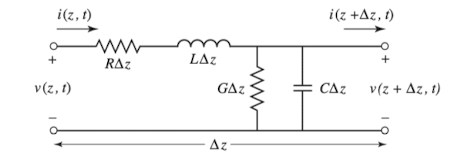 i(z, t) i(z +Δz, t)
+ RΔz LΔz +
v(z, t) GΔz CΔz v(z + Δz, t)
– –
Δz